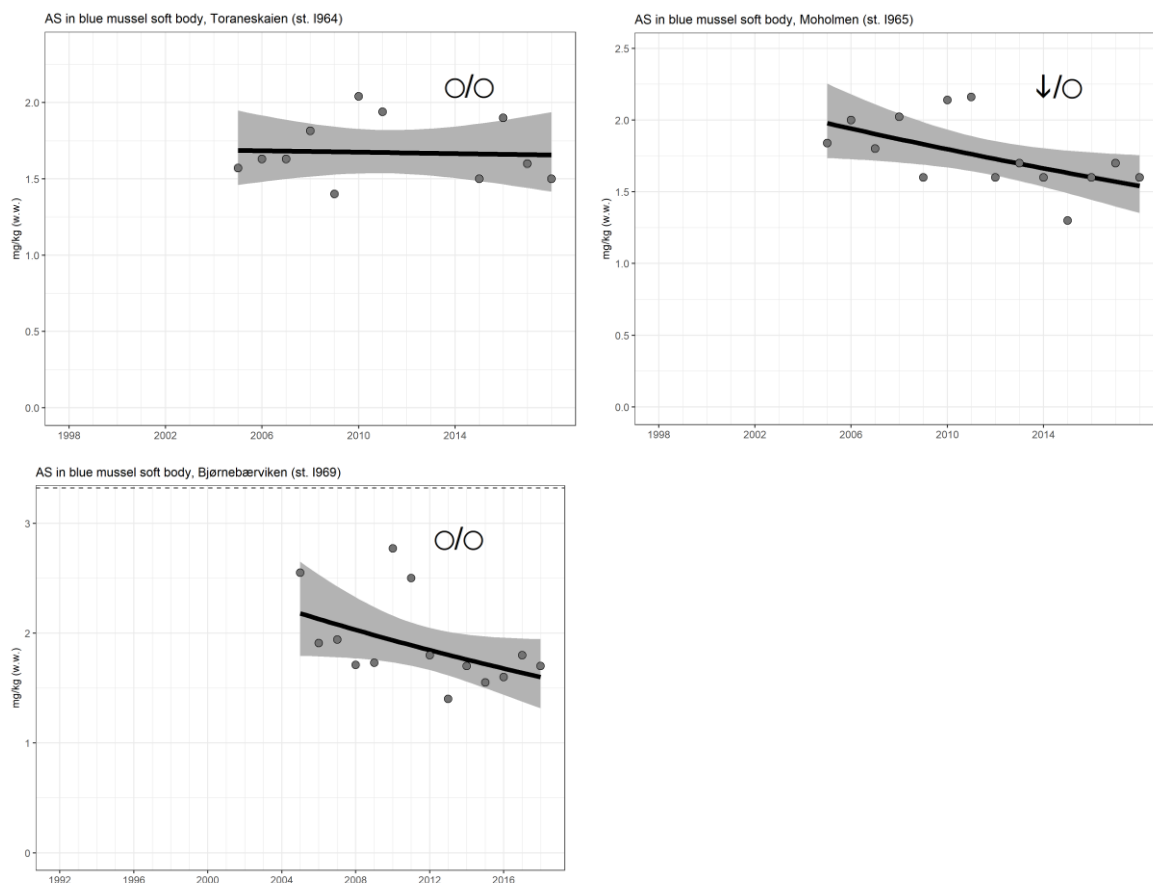 AS in blue mussel soft body, Toraneskaien (st. I964)
○/○
mg/kg (w.w.)
2.0
1.5
1.0
0.5
0.0
1998 2002 2006 2010 2014
AS in blue mussel soft body, Moholmen (st. I965)
↓/○
mg/kg (w.w.)
2.5
2.0
1.5
1.0
0.5
0.0
1998 2002 2006 2010 2014
AS in blue mussel soft body, Bjørnebærviken (st. I969)
○/○
mg/kg (w.w.)
3
2
1
0
1992 1996 2000 2004 2008 2012 2016